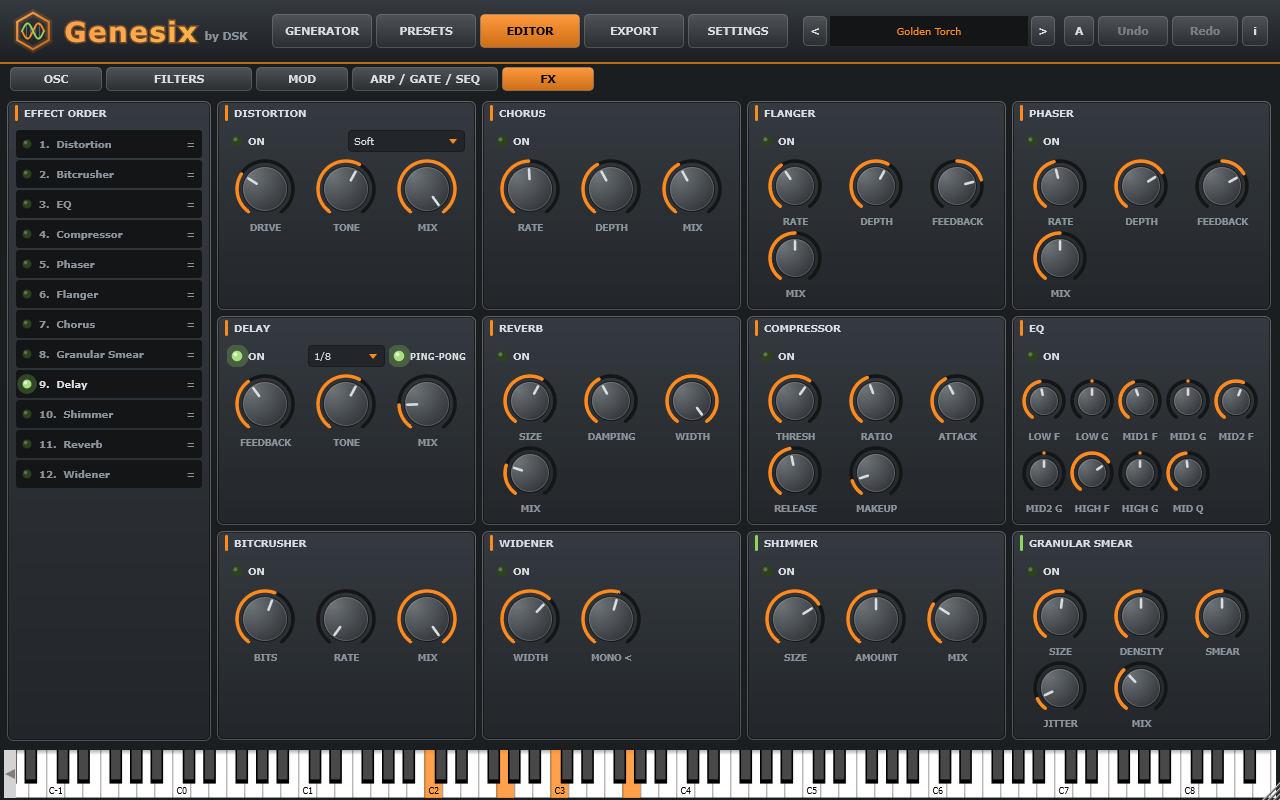 Genesix by DSK GENERATOR PRESETS EDITOR EXPORT SETTINGS < Golden Torch > A Undo Redo i
OSC FILTERS MOD ARP / GATE / SEQ FX
EFFECT ORDER
1. Distortion =
2. Bitcrusher =
3. EQ =
4. Compressor =
5. Phaser =
6. Flanger =
7. Chorus =
8. Granular Smear =
9. Delay =
10. Shimmer =
11. Reverb =
12. Widener =
DISTORTION
ON Soft
DRIVE TONE MIX
CHORUS
ON
RATE DEPTH MIX
FLANGER
ON
RATE DEPTH FEEDBACK
MIX
PHASER
ON
RATE DEPTH FEEDBACK
MIX
DELAY
ON 1/8 PING-PONG
FEEDBACK TONE MIX
REVERB
ON
SIZE DAMPING WIDTH
MIX
COMPRESSOR
ON
THRESH RATIO ATTACK
RELEASE MAKEUP
EQ
ON
LOW F LOW G MID1 F MID1 G MID2 F
MID2 G HIGH F HIGH G MID Q
BITCRUSHER
ON
BITS RATE MIX
WIDENER
ON
WIDTH MONO <
SHIMMER
ON
SIZE AMOUNT MIX
GRANULAR SMEAR
ON
SIZE DENSITY SMEAR
JITTER MIX
C-1 C0 C1 C2 C3 C4 C5 C6 C7 C8